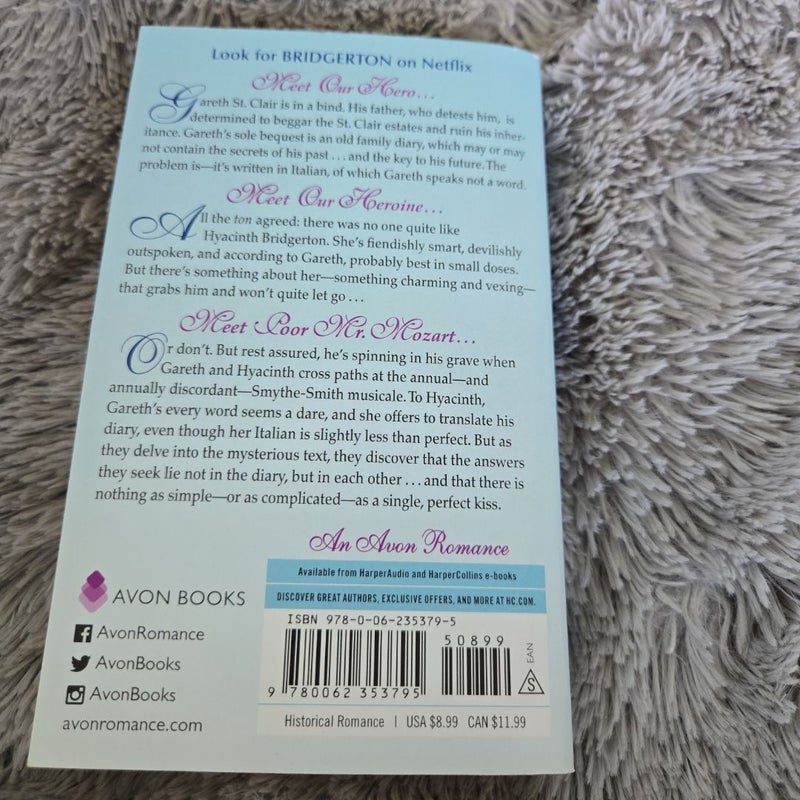 Look for BRIDGERTON on Netflix
Meet Our Hero...
Gareth St. Clair is in a bind. His father, who detests him, is
determined to beggar the St. Clair estates and ruin his inher-
itance. Gareth's sole bequest is an old family diary, which may or may
not contain the secrets of his past ... and the key to his future. The
problem is—it's written in Italian, of which Gareth speaks not a word.
Meet Our Heroine...
All the ton agreed: there was no one quite like
Hyacinth Bridgerton. She's fiendishly smart, devilishly
outspoken, and according to Gareth, probably best in small doses.
But there's something about her—something charming and vexing—
that grabs him and won't quite let go ...
Meet Poor Mr. Mozart...
Or don't. But rest assured, he's spinning in his grave when
Gareth and Hyacinth cross paths at the annual—and
annually discordant—Smythe-Smith musicale. To Hyacinth,
Gareth's every word seems a dare, and she offers to translate his
diary, even though her Italian is slightly less than perfect. But as
they delve into the mysterious text, they discover that the answers
they seek lie not in the diary, but in each other ... and that there is
nothing as simple—or as complicated—as a single, perfect kiss.
An Avon Romance
Available from HarperAudio and HarperCollins e-books
DISCOVER GREAT AUTHORS, EXCLUSIVE OFFERS, AND MORE AT HC.COM.
AVON BOOKS
AvonRomance
AvonBooks
AvonBooks
avonromance.com
ISBN 978-0-06-235379-5
50899
EAN
S
9 780062 353795
Historical Romance | USA $8.99 CAN $11.99